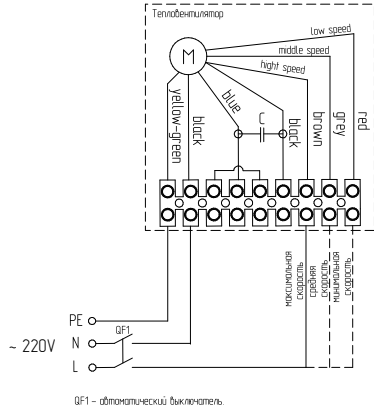 Тепловентилятор
low speed
middle speed
hight speed
M
yellow-green
black
blue
C
black
brown
grey
red
максимальная
скорость
средняя
скорость
минимальная
скорость
PE
QF1
~ 220V
N
L
QF1 - автоматический выключатель.